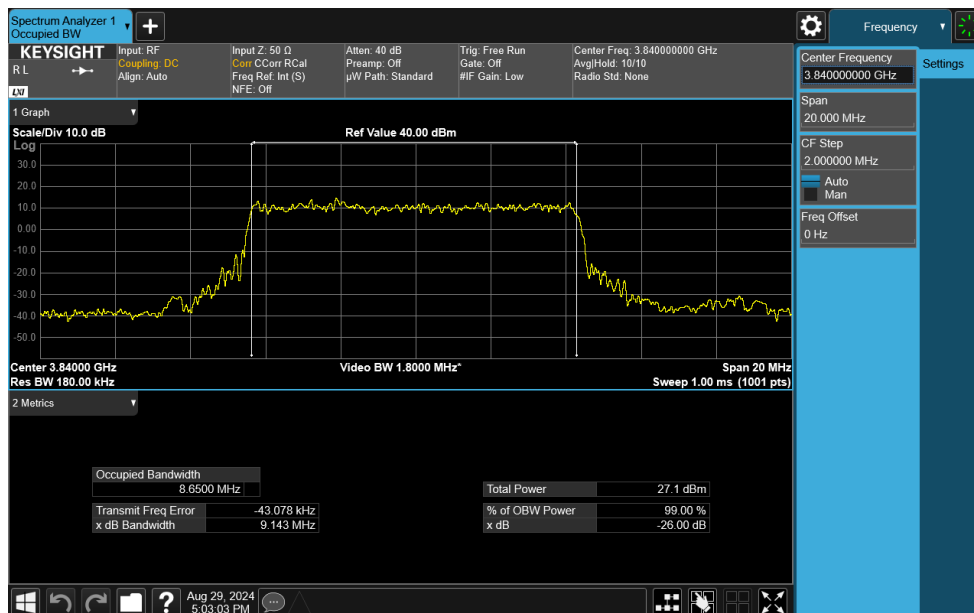 Spectrum Analyzer 1
Occupied BW
Frequency
KEYSIGHT
R L
LXI
Input: RF
Coupling: DC
Align: Auto
Input Z: 50 Ω
Corr CCorr RCal
Freq Ref: Int (S)
NFE: Off
Atten: 40 dB
Preamp: Off
µW Path: Standard
Trig: Free Run
Gate: Off
#IF Gain: Low
Center Freq: 3.840000000 GHz
Avg|Hold: 10/10
Radio Std: None
Center Frequency
3.840000000 GHz
Settings
Span
20.000 MHz
CF Step
2.000000 MHz
Auto
Man
Freq Offset
0 Hz
1 Graph
Scale/Div 10.0 dB
Ref Value 40.00 dBm
Log
30.0
20.0
10.0
0.00
-10.0
-20.0
-30.0
-40.0
-50.0
Center 3.84000 GHz
Video BW 1.8000 MHz*
Span 20 MHz
Res BW 180.00 kHz
Sweep 1.00 ms (1001 pts)
2 Metrics
Occupied Bandwidth
8.6500 MHz
Total Power 27.1 dBm
Transmit Freq Error -43.078 kHz
% of OBW Power 99.00 %
x dB Bandwidth 9.143 MHz
x dB -26.00 dB
?
Aug 29, 2024
5:03:03 PM